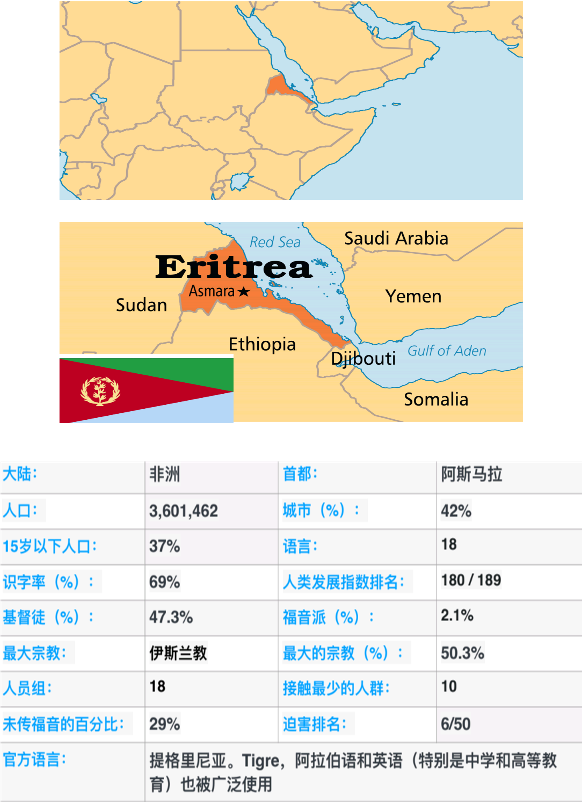 Red Sea
Saudi Arabia
Eritrea
Asmara
Yemen
Sudan
Ethiopia
Djibouti
Gulf of Aden
Somalia
大陆： 非洲 首都： 阿斯马拉
人口： 3,601,462 城市（%）： 42%
15岁以下人口： 37% 语言： 18
识字率（%）： 69% 人类发展指数排名： 180 / 189
基督徒（%）： 47.3% 福音派（%）： 2.1%
最大宗教： 伊斯兰教 最大的宗教（%）： 50.3%
人员组： 18 接触最少的人群： 10
未传福音的百分比： 29% 迫害排名： 6/50
官方语言： 提格里尼亚。Tigre，阿拉伯语和英语（特别是中学和高等教
育）也被广泛使用